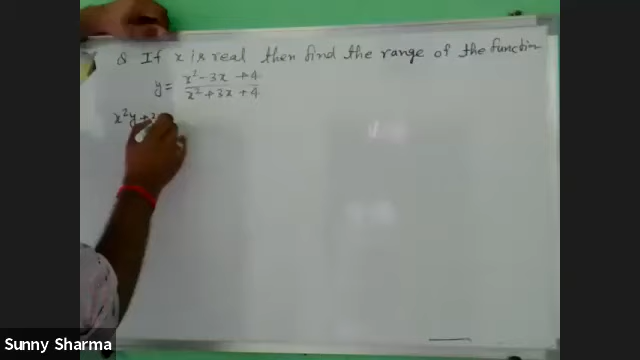 Q If x is real then find the range of the function
y = x² - 3x + 4 / x² + 3x + 4
x²y +
Sunny Sharma